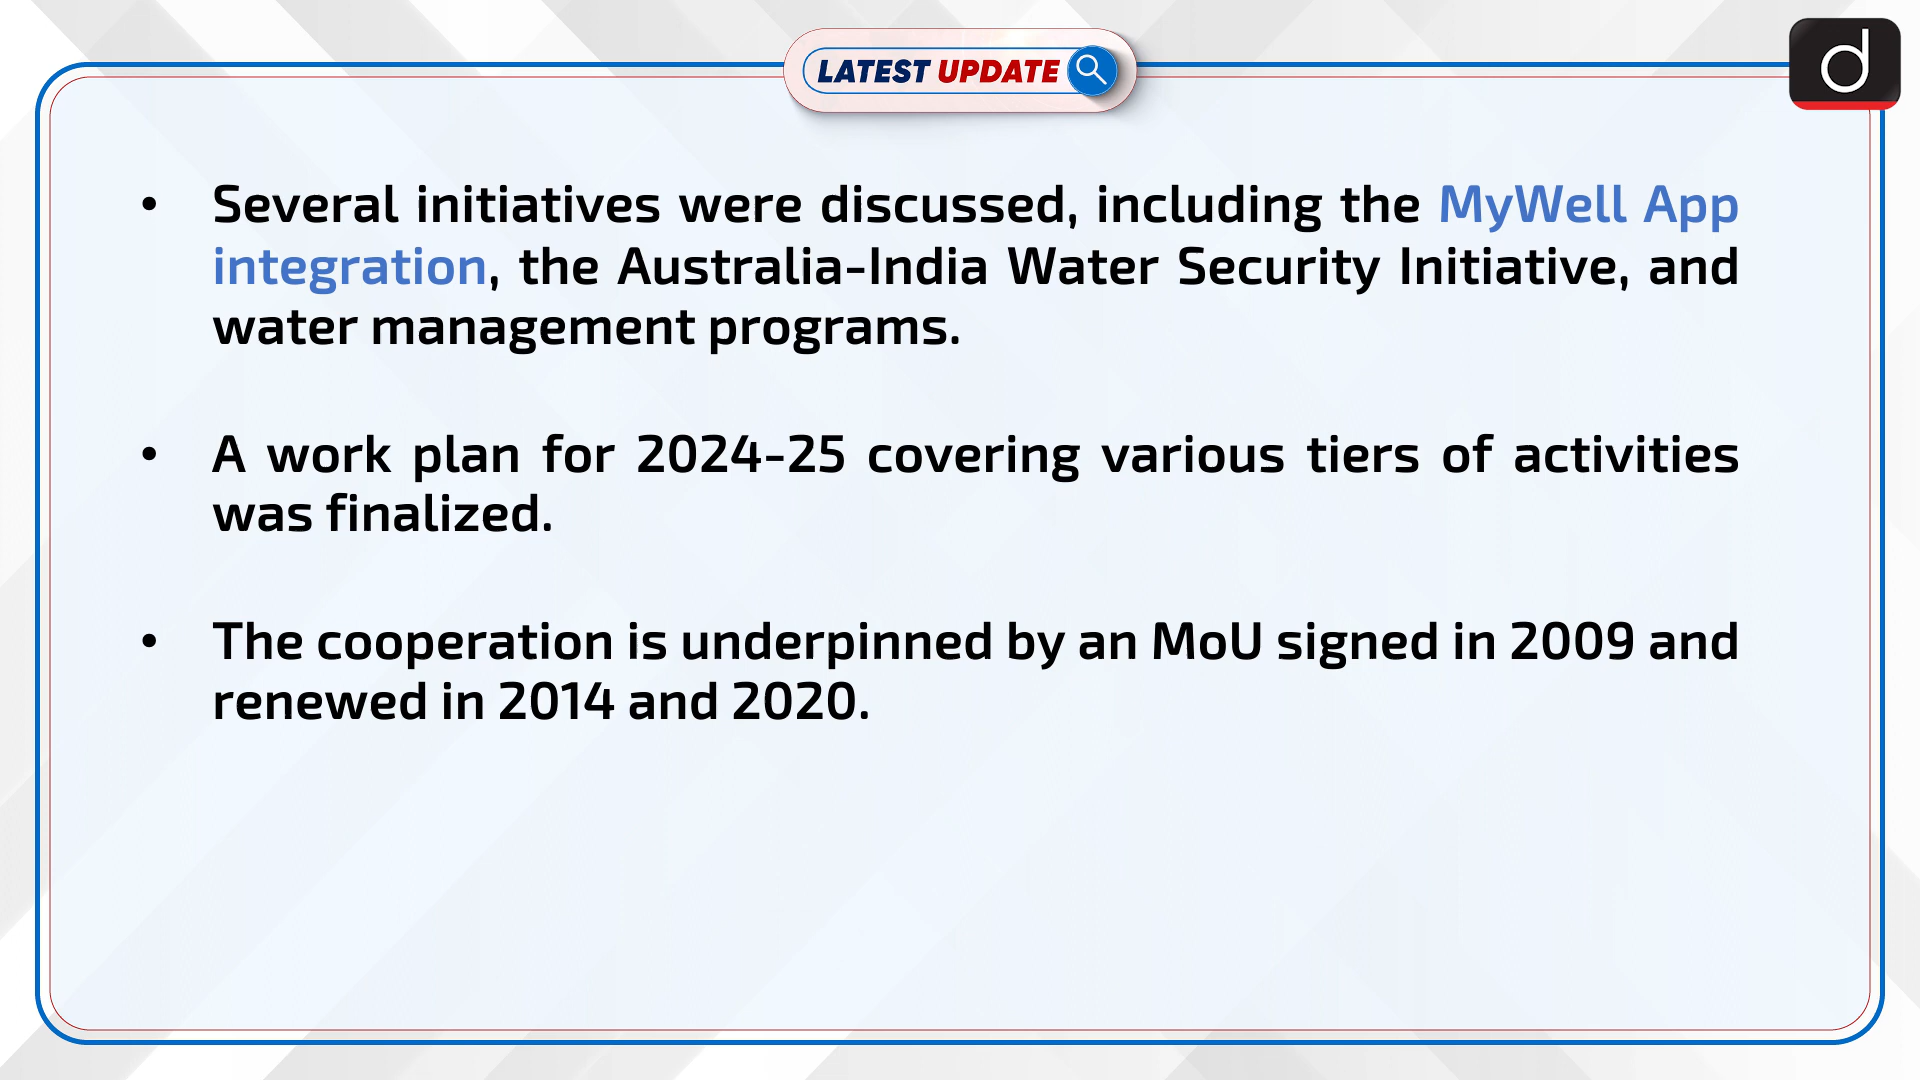 LATEST UPDATE
d
• Several initiatives were discussed, including the MyWell App
integration, the Australia-India Water Security Initiative, and
water management programs.
• A work plan for 2024-25 covering various tiers of activities
was finalized.
• The cooperation is underpinned by an MoU signed in 2009 and
renewed in 2014 and 2020.